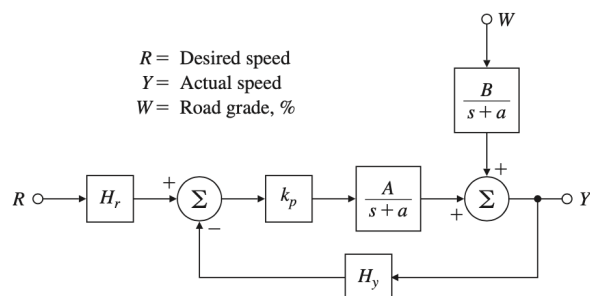 W
R = Desired speed
Y = Actual speed
W = Road grade, %
B
s + a
+
R
H_r
+
Σ
−
k_p
A
s + a
+
Σ
Y
H_y